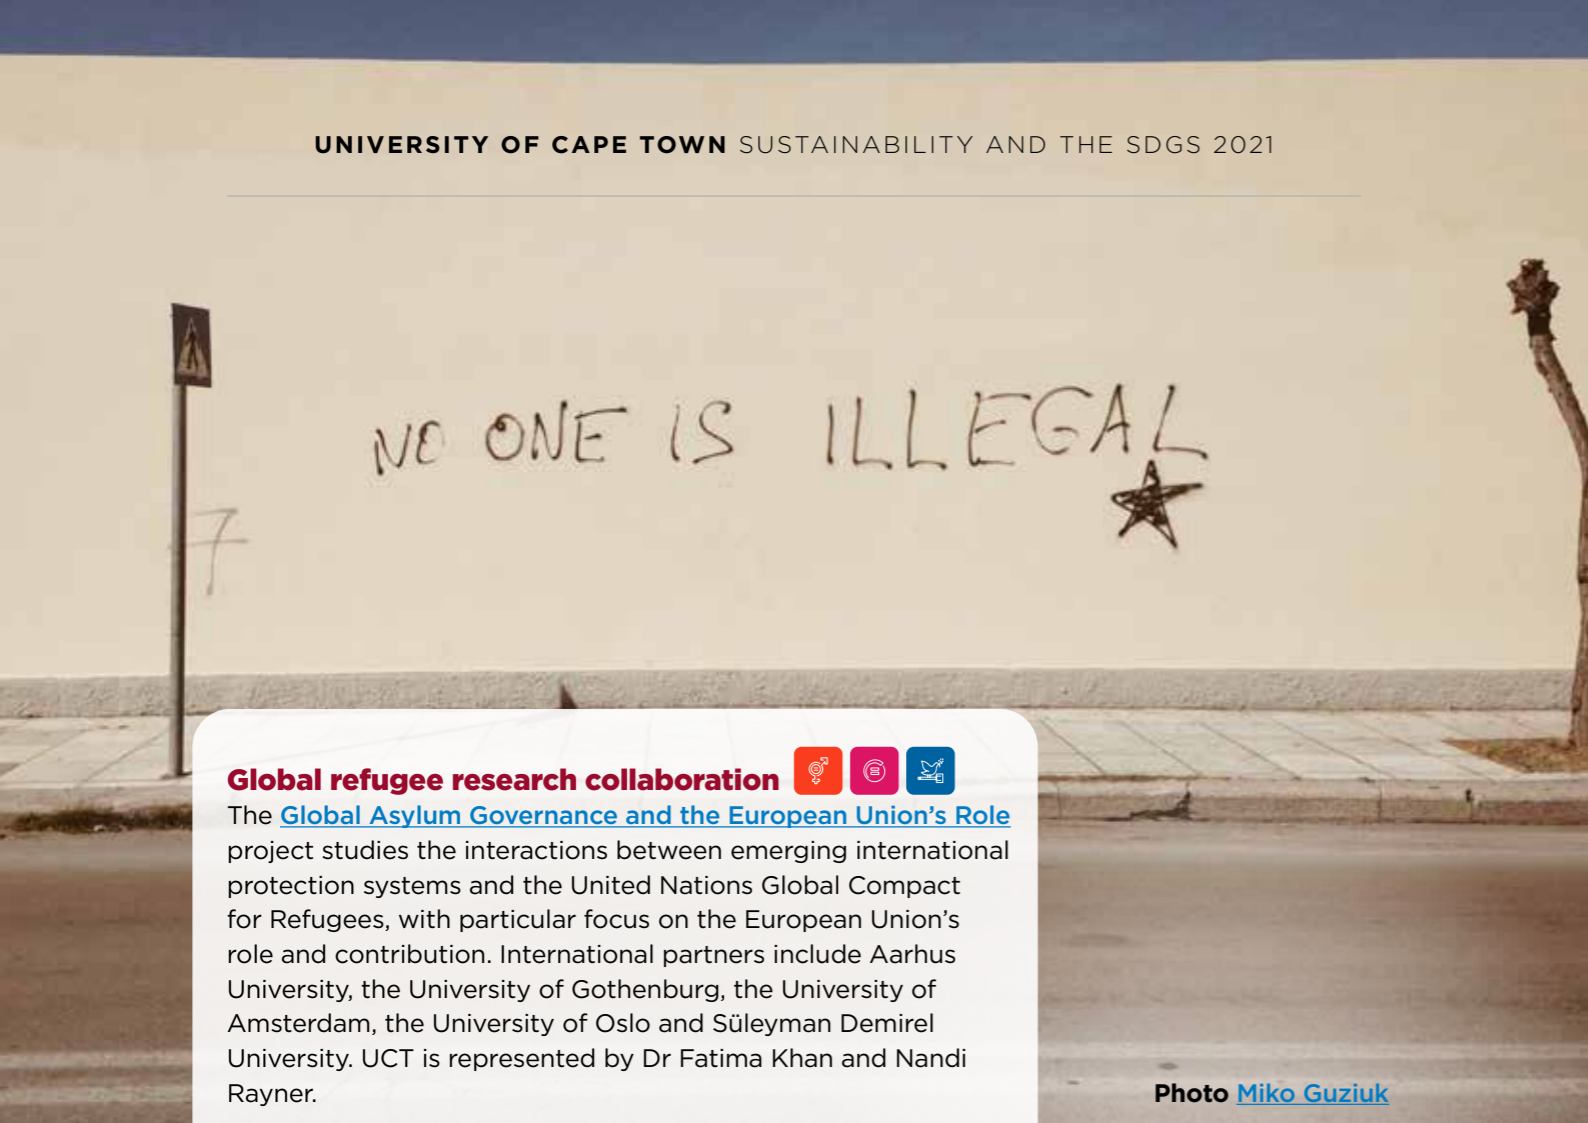 UNIVERSITY OF CAPE TOWN SUSTAINABILITY AND THE SDGS 2021
NO ONE IS ILLEGAL
7
Global refugee research collaboration
The Global Asylum Governance and the European Union’s Role
project studies the interactions between emerging international
protection systems and the United Nations Global Compact
for Refugees, with particular focus on the European Union’s
role and contribution. International partners include Aarhus
University, the University of Gothenburg, the University of
Amsterdam, the University of Oslo and Süleyman Demirel
University. UCT is represented by Dr Fatima Khan and Nandi
Rayner.
Photo Miko Guziuk